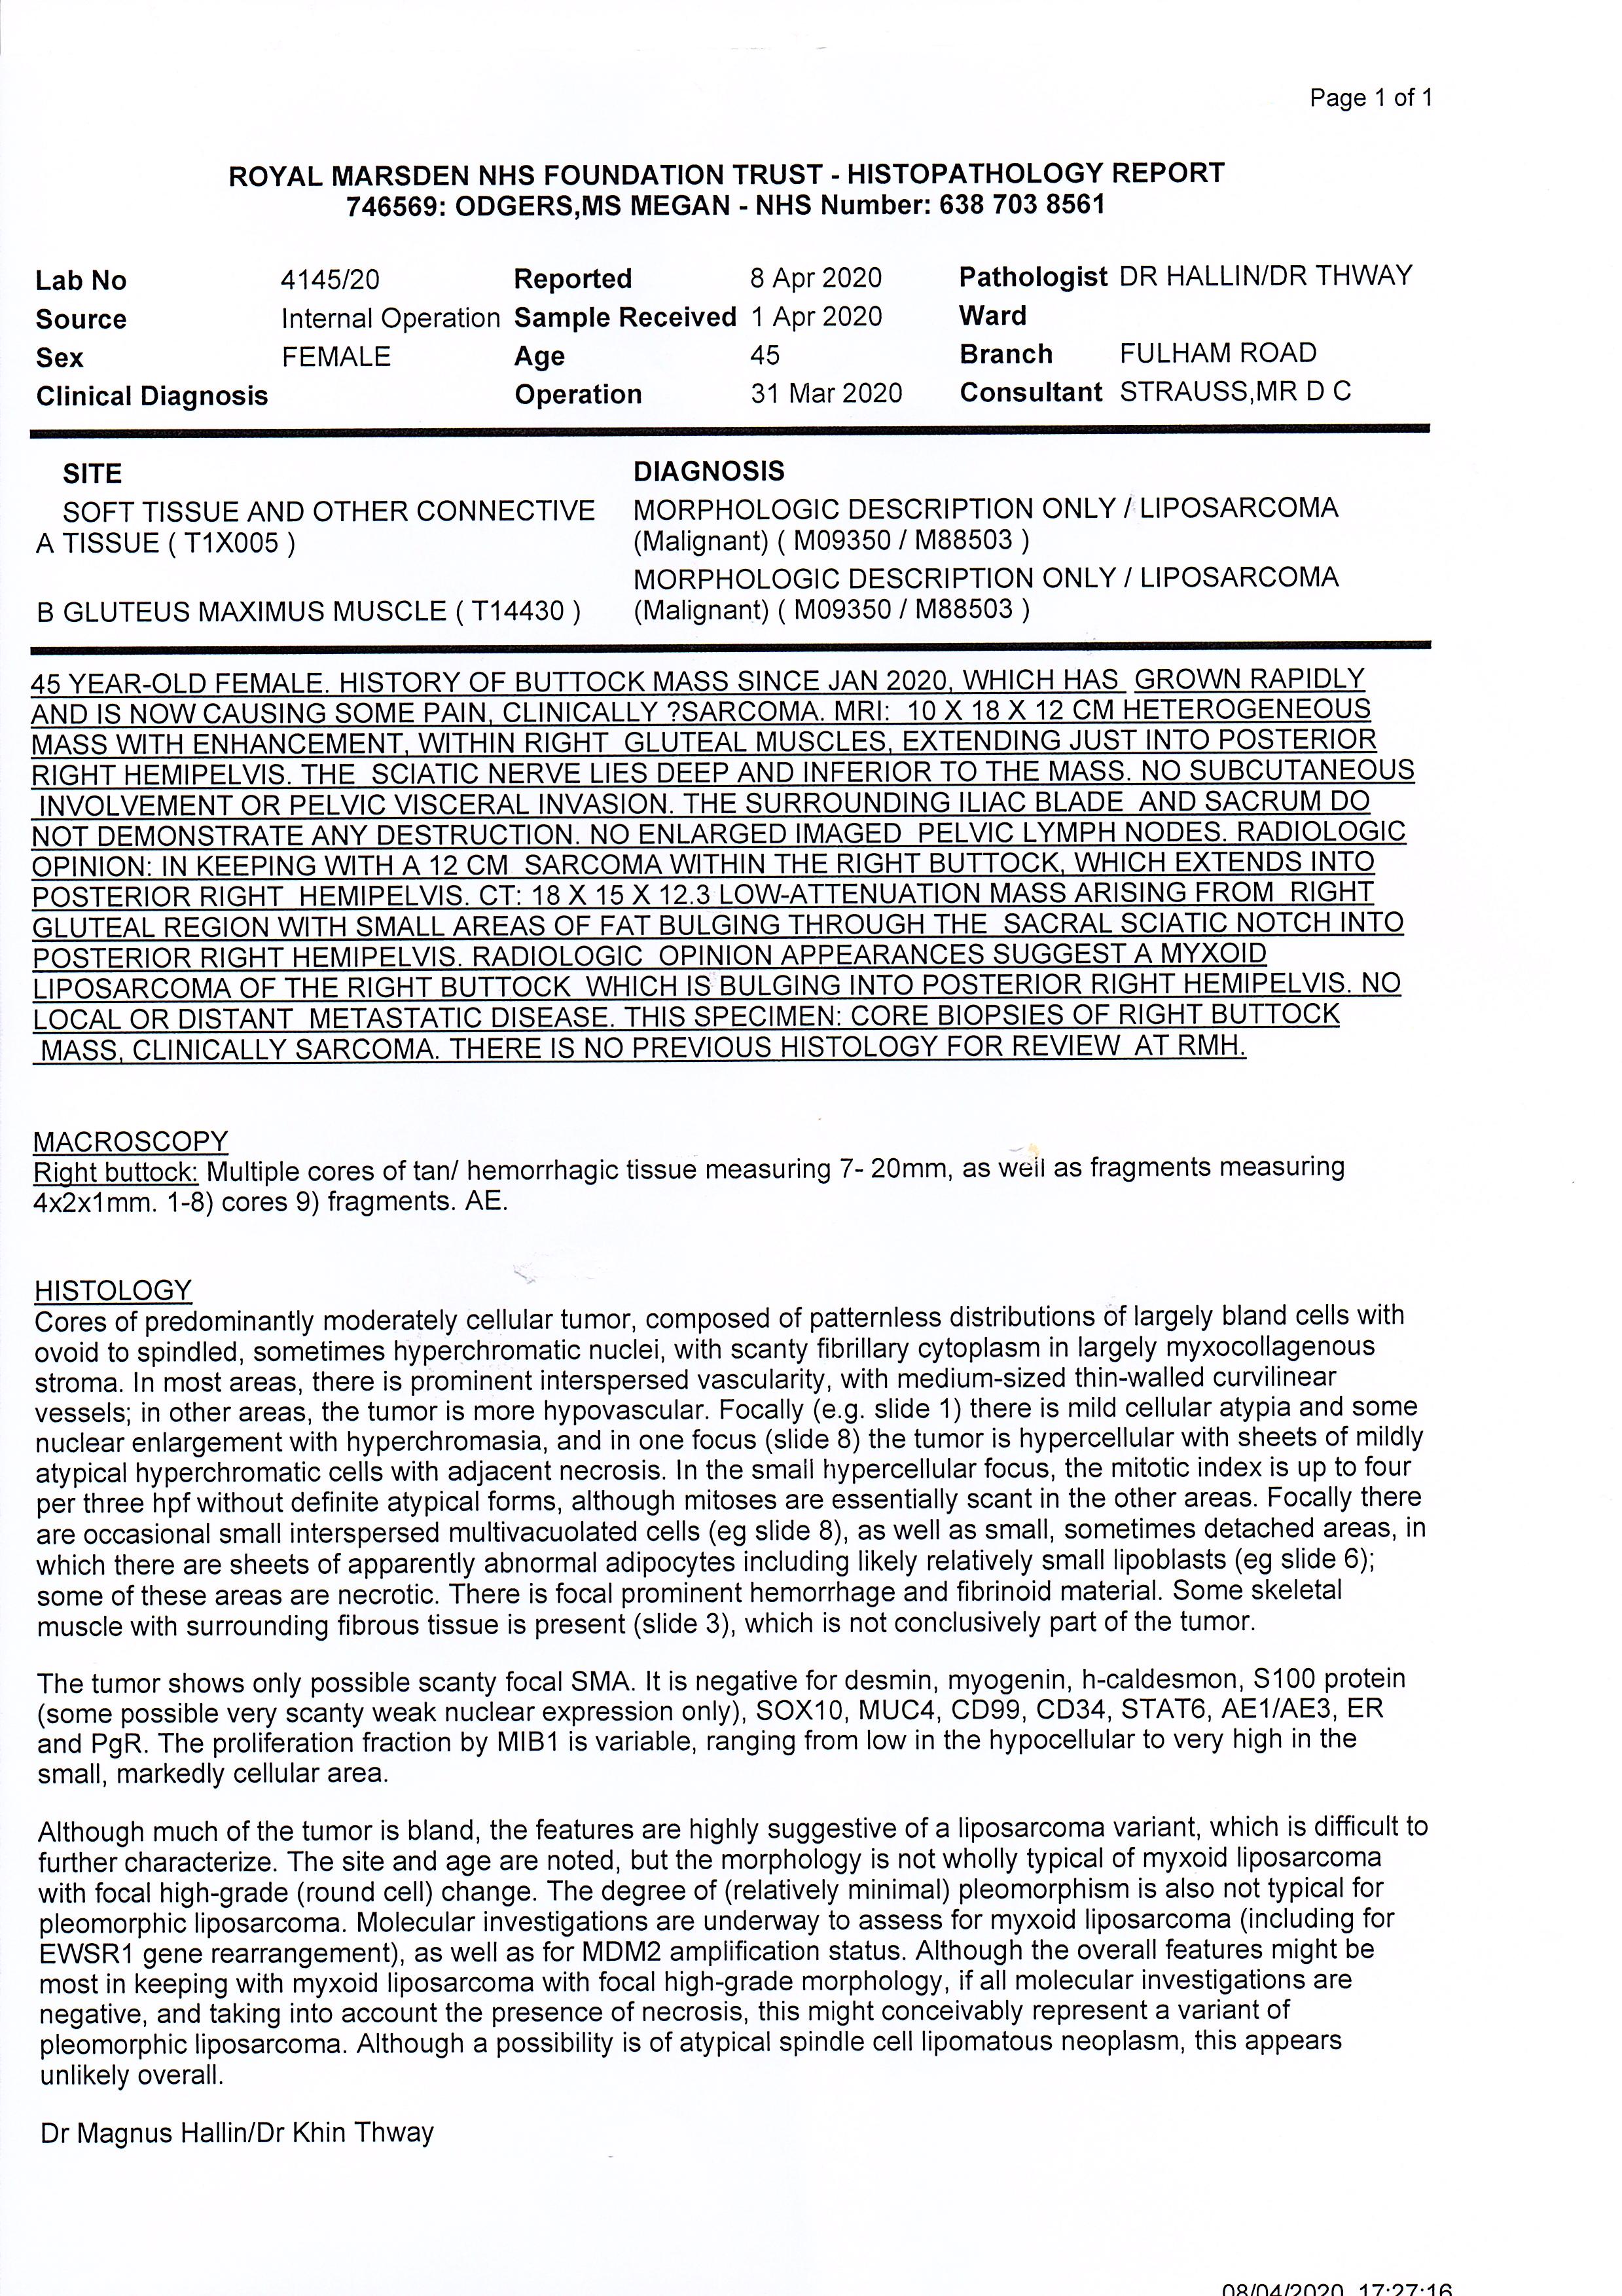 Page 1 of 1
ROYAL MARSDEN NHS FOUNDATION TRUST - HISTOPATHOLOGY REPORT
746569: ODGERS,MS MEGAN - NHS Number: 638 703 8561
Lab No 4145/20 Reported 8 Apr 2020 Pathologist DR HALLIN/DR THWAY
Source Internal Operation Sample Received 1 Apr 2020 Ward
Sex FEMALE Age 45 Branch FULHAM ROAD
Clinical Diagnosis Operation 31 Mar 2020 Consultant STRAUSS,MR D C
SITE DIAGNOSIS
SOFT TISSUE AND OTHER CONNECTIVE MORPHOLOGIC DESCRIPTION ONLY / LIPOSARCOMA
A TISSUE ( T1X005 ) (Malignant) ( M09350 / M88503 )
MORPHOLOGIC DESCRIPTION ONLY / LIPOSARCOMA
B GLUTEUS MAXIMUS MUSCLE ( T14430 ) (Malignant) ( M09350 / M88503 )
45 YEAR-OLD FEMALE. HISTORY OF BUTTOCK MASS SINCE JAN 2020, WHICH HAS GROWN RAPIDLY
AND IS NOW CAUSING SOME PAIN, CLINICALLY ?SARCOMA. MRI: 10 X 18 X 12 CM HETEROGENEOUS
MASS WITH ENHANCEMENT, WITHIN RIGHT GLUTEAL MUSCLES, EXTENDING JUST INTO POSTERIOR
RIGHT HEMIPELVIS. THE SCIATIC NERVE LIES DEEP AND INFERIOR TO THE MASS. NO SUBCUTANEOUS
INVOLVEMENT OR PELVIC VISCERAL INVASION. THE SURROUNDING ILIAC BLADE AND SACRUM DO
NOT DEMONSTRATE ANY DESTRUCTION. NO ENLARGED IMAGED PELVIC LYMPH NODES. RADIOLOGIC
OPINION: IN KEEPING WITH A 12 CM SARCOMA WITHIN THE RIGHT BUTTOCK, WHICH EXTENDS INTO
POSTERIOR RIGHT HEMIPELVIS. CT: 18 X 15 X 12.3 LOW-ATTENUATION MASS ARISING FROM RIGHT
GLUTEAL REGION WITH SMALL AREAS OF FAT BULGING THROUGH THE SACRAL SCIATIC NOTCH INTO
POSTERIOR RIGHT HEMIPELVIS. RADIOLOGIC OPINION APPEARANCES SUGGEST A MYXOID
LIPOSARCOMA OF THE RIGHT BUTTOCK WHICH IS BULGING INTO POSTERIOR RIGHT HEMIPELVIS. NO
LOCAL OR DISTANT METASTATIC DISEASE. THIS SPECIMEN: CORE BIOPSIES OF RIGHT BUTTOCK
MASS, CLINICALLY SARCOMA. THERE IS NO PREVIOUS HISTOLOGY FOR REVIEW AT RMH.
MACROSCOPY
Right buttock: Multiple cores of tan/ hemorrhagic tissue measuring 7- 20mm, as well as fragments measuring
4x2x1mm. 1-8) cores 9) fragments. AE.
HISTOLOGY
Cores of predominantly moderately cellular tumor, composed of patternless distributions of largely bland cells with
ovoid to spindled, sometimes hyperchromatic nuclei, with scanty fibrillary cytoplasm in largely myxocollagenous
stroma. In most areas, there is prominent interspersed vascularity, with medium-sized thin-walled curvilinear
vessels; in other areas, the tumor is more hypovascular. Focally (e.g. slide 1) there is mild cellular atypia and some
nuclear enlargement with hyperchromasia, and in one focus (slide 8) the tumor is hypercellular with sheets of mildly
atypical hyperchromatic cells with adjacent necrosis. In the small hypercellular focus, the mitotic index is up to four
per three hpf without definite atypical forms, although mitoses are essentially scant in the other areas. Focally there
are occasional small interspersed multivacuolated cells (eg slide 8), as well as small, sometimes detached areas, in
which there are sheets of apparently abnormal adipocytes including likely relatively small lipoblasts (eg slide 6);
some of these areas are necrotic. There is focal prominent hemorrhage and fibrinoid material. Some skeletal
muscle with surrounding fibrous tissue is present (slide 3), which is not conclusively part of the tumor.
The tumor shows only possible scanty focal SMA. It is negative for desmin, myogenin, h-caldesmon, S100 protein
(some possible very scanty weak nuclear expression only), SOX10, MUC4, CD99, CD34, STAT6, AE1/AE3, ER
and PgR. The proliferation fraction by MIB1 is variable, ranging from low in the hypocellular to very high in the
small, markedly cellular area.
Although much of the tumor is bland, the features are highly suggestive of a liposarcoma variant, which is difficult to
further characterize. The site and age are noted, but the morphology is not wholly typical of myxoid liposarcoma
with focal high-grade (round cell) change. The degree of (relatively minimal) pleomorphism is also not typical for
pleomorphic liposarcoma. Molecular investigations are underway to assess for myxoid liposarcoma (including for
EWSR1 gene rearrangement), as well as for MDM2 amplification status. Although the overall features might be
most in keeping with myxoid liposarcoma with focal high-grade morphology, if all molecular investigations are
negative, and taking into account the presence of necrosis, this might conceivably represent a variant of
pleomorphic liposarcoma. Although a possibility is of atypical spindle cell lipomatous neoplasm, this appears
unlikely overall.
Dr Magnus Hallin/Dr Khin Thway
08/04/2020 17:27:16